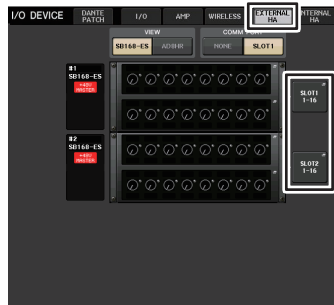 I/O DEVICE
DANTE PATCH
I/O
AMP
WIRELESS
EXTERNAL HA
INTERNAL HA
VIEW
COMM PORT
SB168-ES
AD8HR
NONE
SLOT1
#1
SB168-ES
+48V MASTER
SLOT1
1-16
#2
SB168-ES
+48V MASTER
SLOT2
1-16